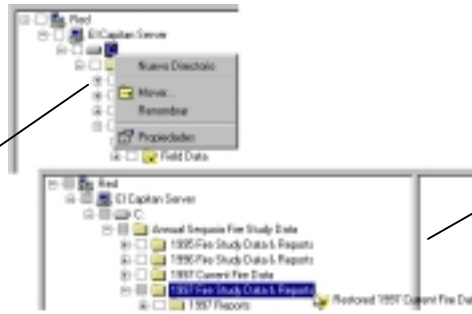 Red
El Capitan Server
C:
Nuevo Directorio
Mover...
Renombrar
Propiedades
Field Data
Red
El Capitan Server
C:
Annual Sequoia Fire Study Data
1995 Fire Study Data & Reports
1996 Fire Study Data & Reports
1997 Current Fire Data
1997 Fire Study Data & Reports
1997 Reports
Restored 1997 Current Fire Dat